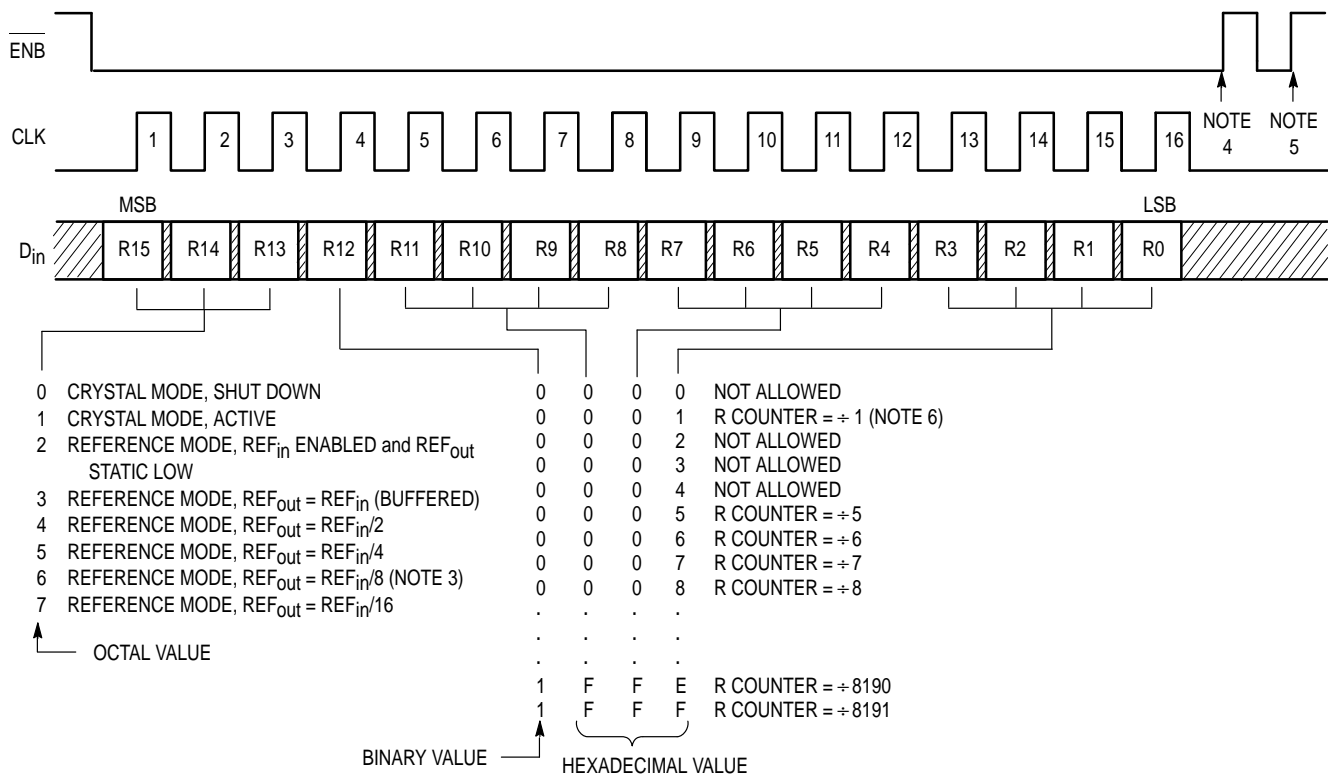 ENB
CLK
1 2 3 4 5 6 7 8 9 10 11 12 13 14 15 16
NOTE 4
NOTE 5
MSB
LSB
Din
R15 R14 R13 R12 R11 R10 R9 R8 R7 R6 R5 R4 R3 R2 R1 R0
0 CRYSTAL MODE, SHUT DOWN
1 CRYSTAL MODE, ACTIVE
2 REFERENCE MODE, REFin ENABLED and REFout
STATIC LOW
3 REFERENCE MODE, REFout = REFin (BUFFERED)
4 REFERENCE MODE, REFout = REFin/2
5 REFERENCE MODE, REFout = REFin/4
6 REFERENCE MODE, REFout = REFin/8 (NOTE 3)
7 REFERENCE MODE, REFout = REFin/16
OCTAL VALUE
0 0 0 0 NOT ALLOWED
0 0 0 1 R COUNTER = ÷ 1 (NOTE 6)
0 0 0 2 NOT ALLOWED
0 0 0 3 NOT ALLOWED
0 0 0 4 NOT ALLOWED
0 0 0 5 R COUNTER = ÷ 5
0 0 0 6 R COUNTER = ÷ 6
0 0 0 7 R COUNTER = ÷ 7
0 0 0 8 R COUNTER = ÷ 8
. . . .
. . . .
. . . .
1 F F E R COUNTER = ÷ 8190
1 F F F R COUNTER = ÷ 8191
BINARY VALUE
HEXADECIMAL VALUE